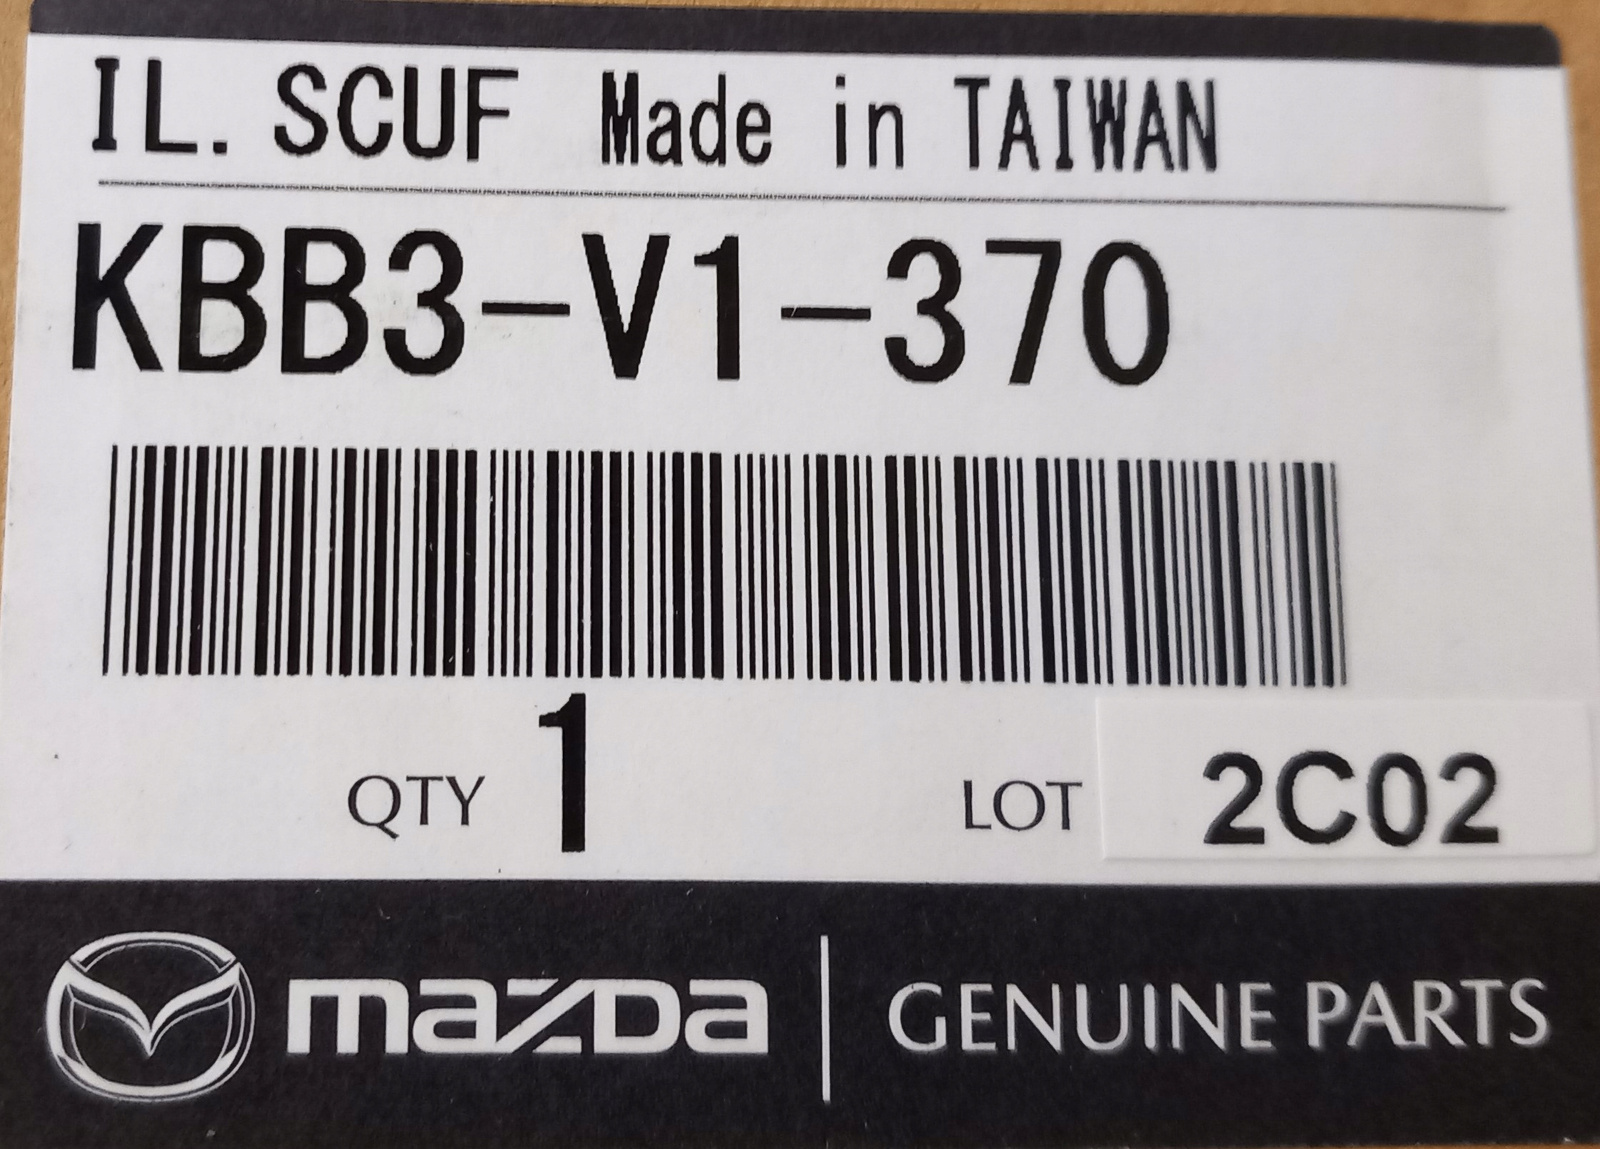 IL. SCUF Made in TAIWAN
KBB3-V1-370
QTY 1 LOT 2C02
mazda GENUINE PARTS